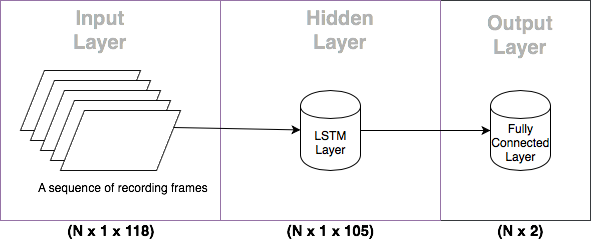 Input
Layer
Hidden
Layer
Output
Layer
LSTM
Layer
Fully
Connected
Layer
A sequence of recording frames
(N x 1 x 118)
(N x 1 x 105)
(N x 2)